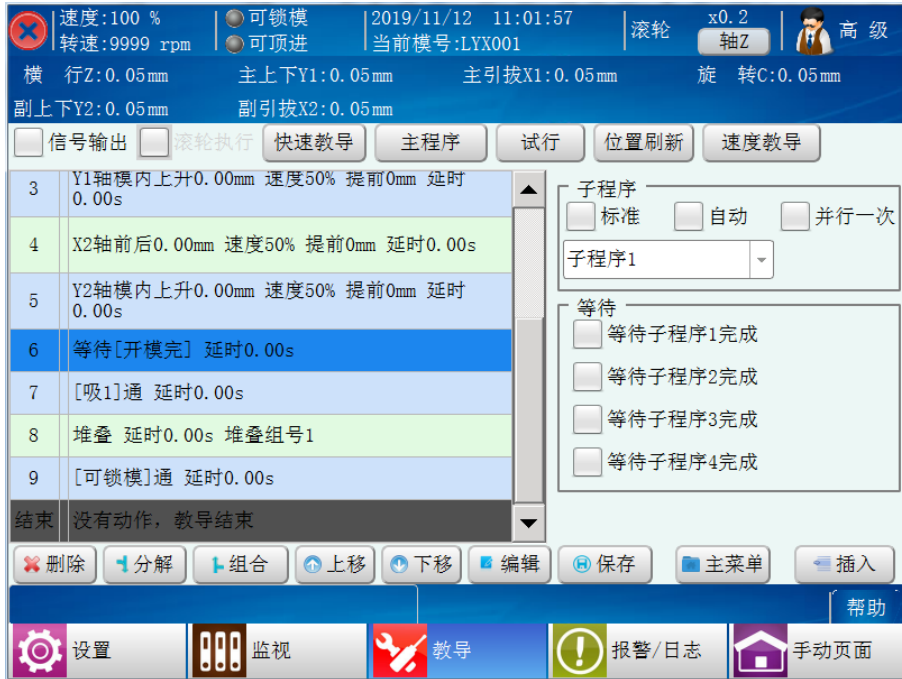 速度:100 % 可锁模 2019/11/12 11:01:57 滚轮 x0.2 高 级
转速:9999 rpm 可顶进 当前模号:LYX001 轴Z
横 行Z:0.05mm 主上下Y1:0.05mm 主引拔X1:0.05mm 旋 转C:0.05mm
副上下Y2:0.05mm 副引拔X2:0.05mm
信号输出 滚轮执行 快速教导 主程序 试行 位置刷新 速度教导
3 Y1轴模内上升0.00mm 速度50% 提前0mm 延时
0.00s
4 X2轴前后0.00mm 速度50% 提前0mm 延时0.00s
5 Y2轴模内上升0.00mm 速度50% 提前0mm 延时
0.00s
6 等待[开模完] 延时0.00s
7 [吸1]通 延时0.00s
8 堆叠 延时0.00s 堆叠组号1
9 [可锁模]通 延时0.00s
结束 没有动作，教导结束
子程序
标准 自动 并行一次
子程序1
等待
等待子程序1完成
等待子程序2完成
等待子程序3完成
等待子程序4完成
删除 分解 组合 上移 下移 编辑 保存 主菜单 插入
帮助
设置 监视 教导 报警/日志 手动页面